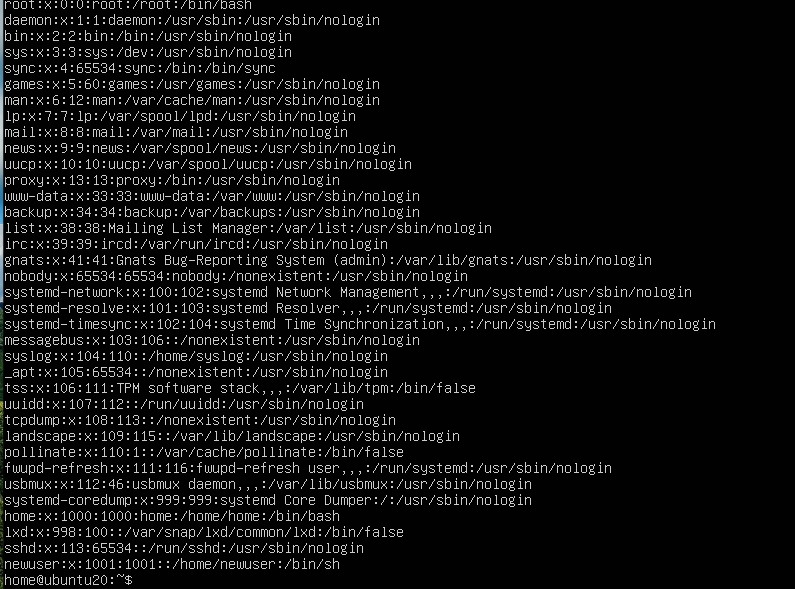 root:x:0:0:root:/root:/bin/bash
daemon:x:1:1:daemon:/usr/sbin:/usr/sbin/nologin
bin:x:2:2:bin:/bin:/usr/sbin/nologin
sys:x:3:3:sys:/dev:/usr/sbin/nologin
sync:x:4:65534:sync:/bin:/bin/sync
games:x:5:60:games:/usr/games:/usr/sbin/nologin
man:x:6:12:man:/var/cache/man:/usr/sbin/nologin
lp:x:7:7:lp:/var/spool/lpd:/usr/sbin/nologin
mail:x:8:8:mail:/var/mail:/usr/sbin/nologin
news:x:9:9:news:/var/spool/news:/usr/sbin/nologin
uucp:x:10:10:uucp:/var/spool/uucp:/usr/sbin/nologin
proxy:x:13:13:proxy:/bin:/usr/sbin/nologin
www-data:x:33:33:www-data:/var/www:/usr/sbin/nologin
backup:x:34:34:backup:/var/backups:/usr/sbin/nologin
list:x:38:38:Mailing List Manager:/var/list:/usr/sbin/nologin
irc:x:39:39:ircd:/var/run/ircd:/usr/sbin/nologin
gnats:x:41:41:Gnats Bug-Reporting System (admin):/var/lib/gnats:/usr/sbin/nologin
nobody:x:65534:65534:nobody:/nonexistent:/usr/sbin/nologin
systemd-network:x:100:102:systemd Network Management,,,:/run/systemd:/usr/sbin/nologin
systemd-resolve:x:101:103:systemd Resolver,,,:/run/systemd:/usr/sbin/nologin
systemd-timesync:x:102:104:systemd Time Synchronization,,,:/run/systemd:/usr/sbin/nologin
messagebus:x:103:106::/nonexistent:/usr/sbin/nologin
syslog:x:104:110::/home/syslog:/usr/sbin/nologin
_apt:x:105:65534::/nonexistent:/usr/sbin/nologin
tss:x:106:111:TPM software stack,,,:/var/lib/tpm:/bin/false
uuidd:x:107:112::/run/uuidd:/usr/sbin/nologin
tcpdump:x:108:113::/nonexistent:/usr/sbin/nologin
landscape:x:109:115::/var/lib/landscape:/usr/sbin/nologin
pollinate:x:110:1::/var/cache/pollinate:/bin/false
fwupd-refresh:x:111:116:fwupd-refresh user,,,:/run/systemd:/usr/sbin/nologin
usbmux:x:112:46:usbmux daemon,,,:/var/lib/usbmux:/usr/sbin/nologin
systemd-coredump:x:999:999:systemd Core Dumper:/:/usr/sbin/nologin
home:x:1000:1000:home:/home/home:/bin/bash
lxd:x:998:100::/var/snap/lxd/common/lxd:/bin/false
sshd:x:113:65534::/run/sshd:/usr/sbin/nologin
newuser:x:1001:1001::/home/newuser:/bin/sh
home@ubuntu20:~$